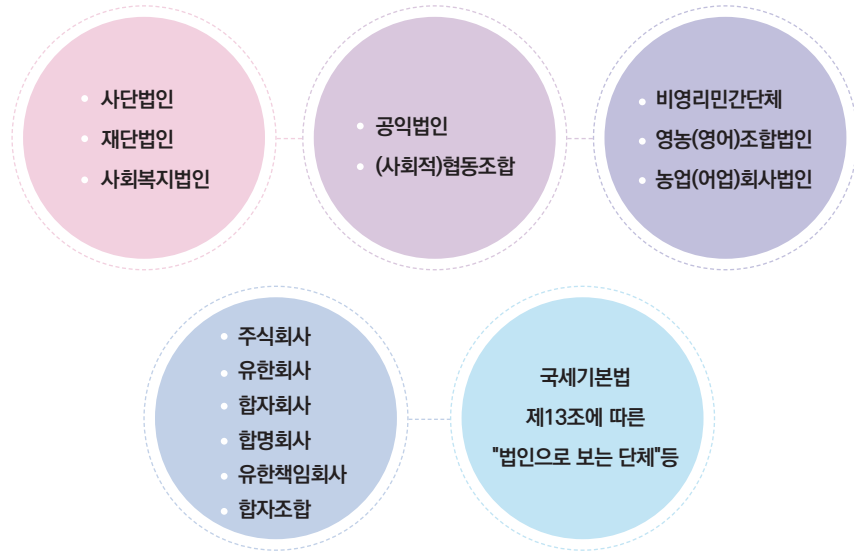 • 사단법인
• 재단법인
• 사회복지법인
• 공익법인
• (사회적)협동조합
• 비영리민간단체
• 영농(영어)조합법인
• 농업(어업)회사법인
• 주식회사
• 유한회사
• 합자회사
• 합명회사
• 유한책임회사
• 합자조합
국세기본법
제13조에 따른
"법인으로 보는 단체"등